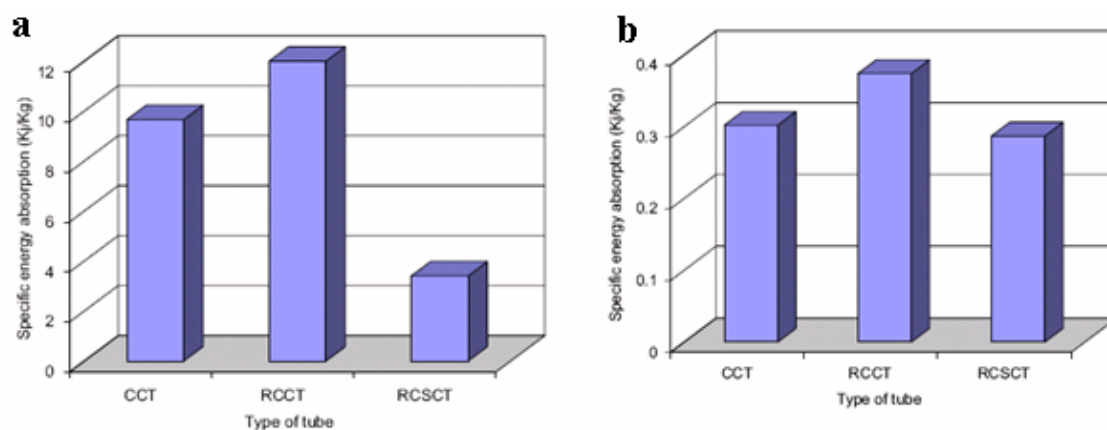 a
Specific energy absorption (Kj/Kg)
12
10
8
6
4
2
0
CCT RCCT RCSCT
Type of tube
b
Specific energy absorption (Kj/Kg)
0.4
0.3
0.2
0.1
0
CCT RCCT RCSCT
Type of tube